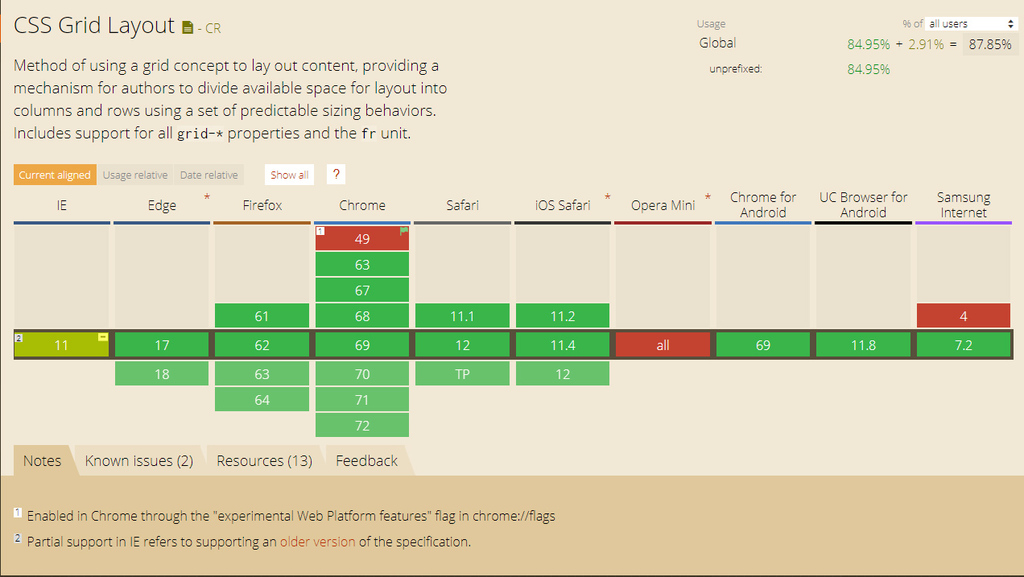 CSS Grid Layout - CR
Usage % of all users
Global 84.95% + 2.91% = 87.85%
unprefixed: 84.95%
Method of using a grid concept to lay out content, providing a
mechanism for authors to divide available space for layout into
columns and rows using a set of predictable sizing behaviors.
Includes support for all grid-* properties and the fr unit.
Current aligned Usage relative Date relative Show all ?
IE Edge * Firefox Chrome Safari iOS Safari * Opera Mini * Chrome for Android UC Browser for Android Samsung Internet
1 49
63
67
61 68 11.1 11.2 4
2 11 17 62 69 12 11.4 all 69 11.8 7.2
18 63 70 TP 12
64 71
72
Notes Known issues (2) Resources (13) Feedback
1 Enabled in Chrome through the "experimental Web Platform features" flag in chrome://flags
2 Partial support in IE refers to supporting an older version of the specification.